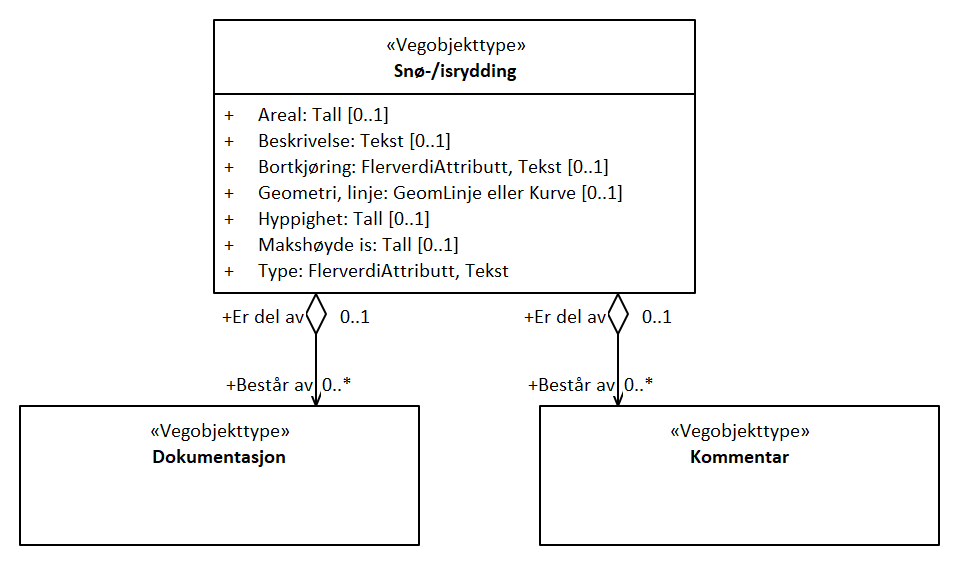 «Vegobjekttype»
Snø-/isrydding
+ Areal: Tall [0..1]
+ Beskrivelse: Tekst [0..1]
+ Bortkjøring: FlerverdiAttributt, Tekst [0..1]
+ Geometri, linje: GeomLinje eller Kurve [0..1]
+ Hyppighet: Tall [0..1]
+ Makshøyde is: Tall [0..1]
+ Type: FlerverdiAttributt, Tekst
+Er del av 0..1 +Er del av 0..1
+Består av 0..* +Består av 0..*
«Vegobjekttype»
Dokumentasjon
«Vegobjekttype»
Kommentar